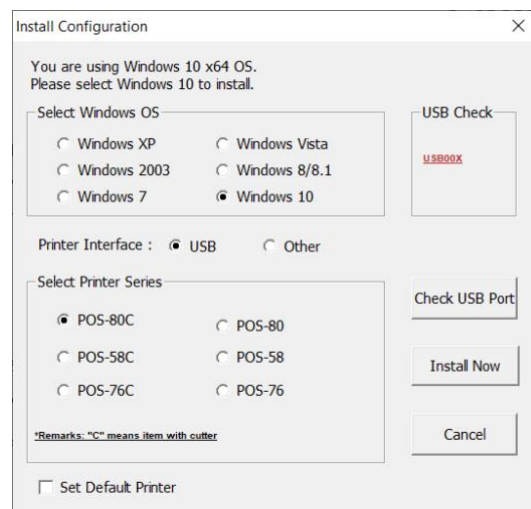 Install Configuration
You are using Windows 10 x64 OS.
Please select Windows 10 to install.
Select Windows OS
USB Check
Windows XP
Windows Vista
USB00X
Windows 2003
Windows 8/8.1
Windows 7
Windows 10
Printer Interface :
USB
Other
Select Printer Series
Check USB Port
POS-80C
POS-80
POS-58C
POS-58
Install Now
POS-76C
POS-76
*Remarks: "C" means item with cutter
Cancel
Set Default Printer